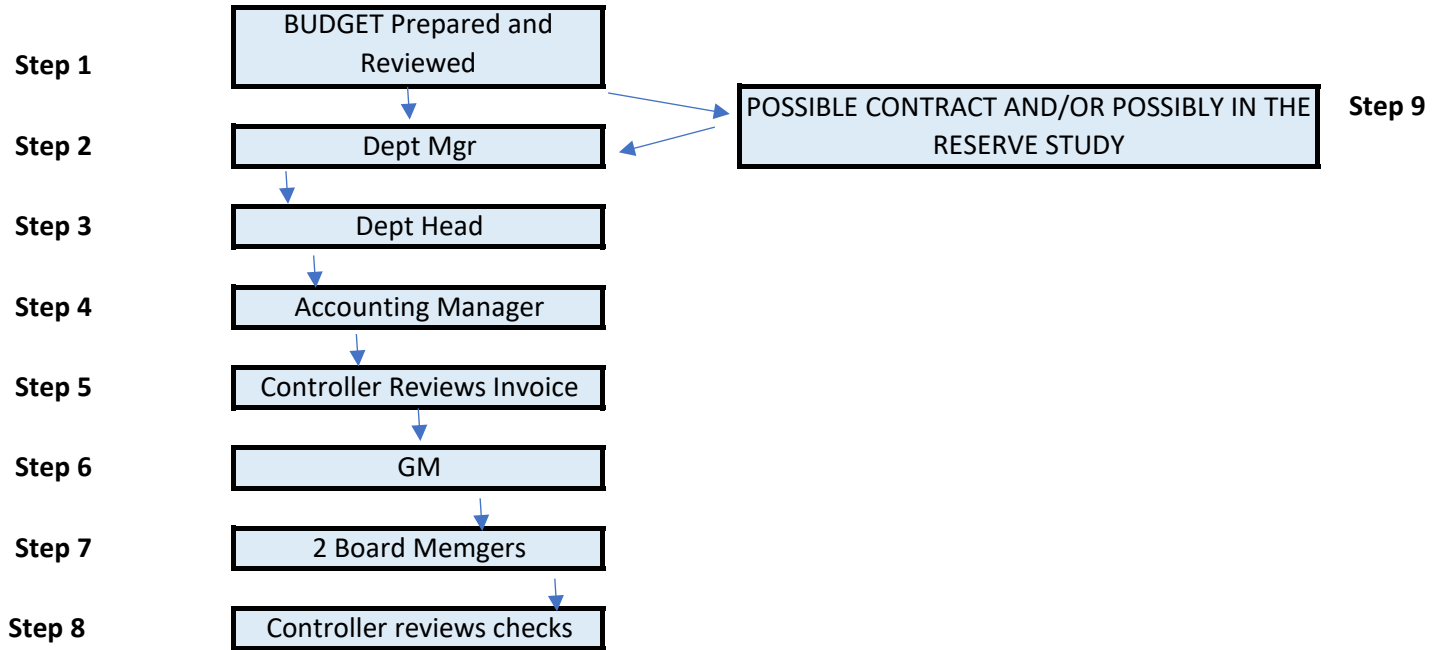 Step 1
BUDGET Prepared and
Reviewed
POSSIBLE CONTRACT AND/OR POSSIBLY IN THE
RESERVE STUDY
Step 9
Step 2
Dept Mgr
Step 3
Dept Head
Step 4
Accounting Manager
Step 5
Controller Reviews Invoice
Step 6
GM
Step 7
2 Board Memgers
Step 8
Controller reviews checks